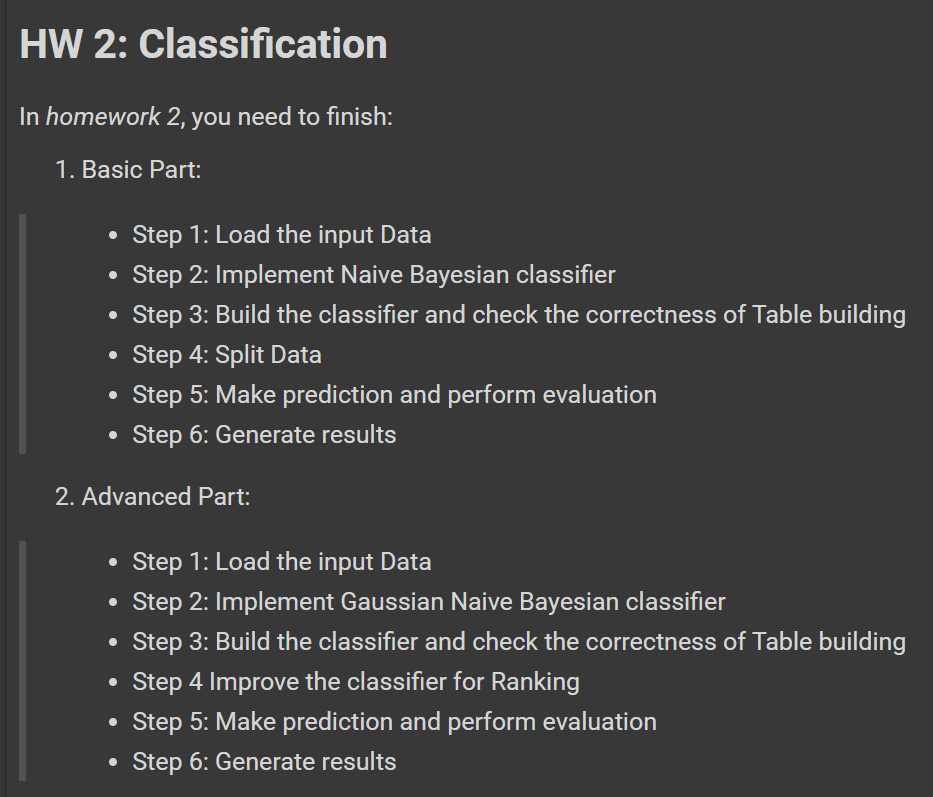 HW 2: Classification
In homework 2, you need to finish:
1. Basic Part:
• Step 1: Load the input Data
• Step 2: Implement Naive Bayesian classifier
• Step 3: Build the classifier and check the correctness of Table building
• Step 4: Split Data
• Step 5: Make prediction and perform evaluation
• Step 6: Generate results
2. Advanced Part:
• Step 1: Load the input Data
• Step 2: Implement Gaussian Naive Bayesian classifier
• Step 3: Build the classifier and check the correctness of Table building
• Step 4 Improve the classifier for Ranking
• Step 5: Make prediction and perform evaluation
• Step 6: Generate results